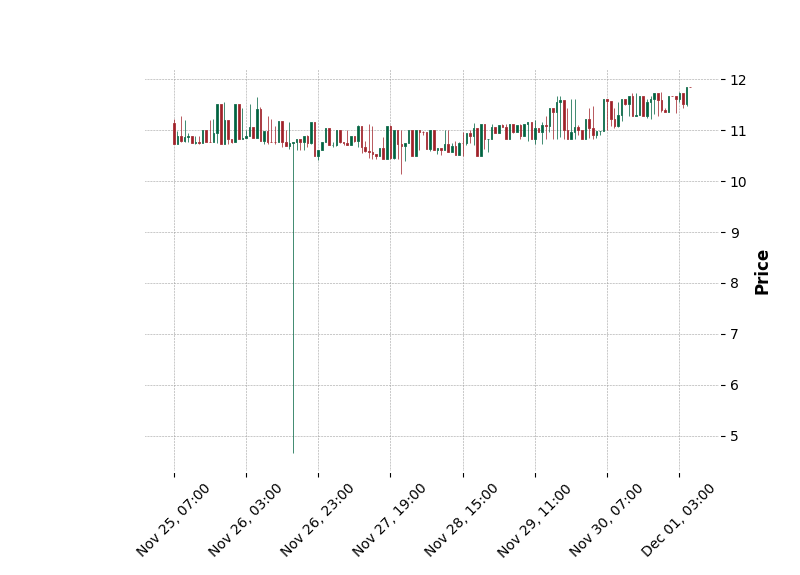 12
11
10
9
8
7
6
5
Price
Nov 25, 07:00
Nov 26, 03:00
Nov 26, 23:00
Nov 27, 19:00
Nov 28, 15:00
Nov 29, 11:00
Nov 30, 07:00
Dec 01, 03:00